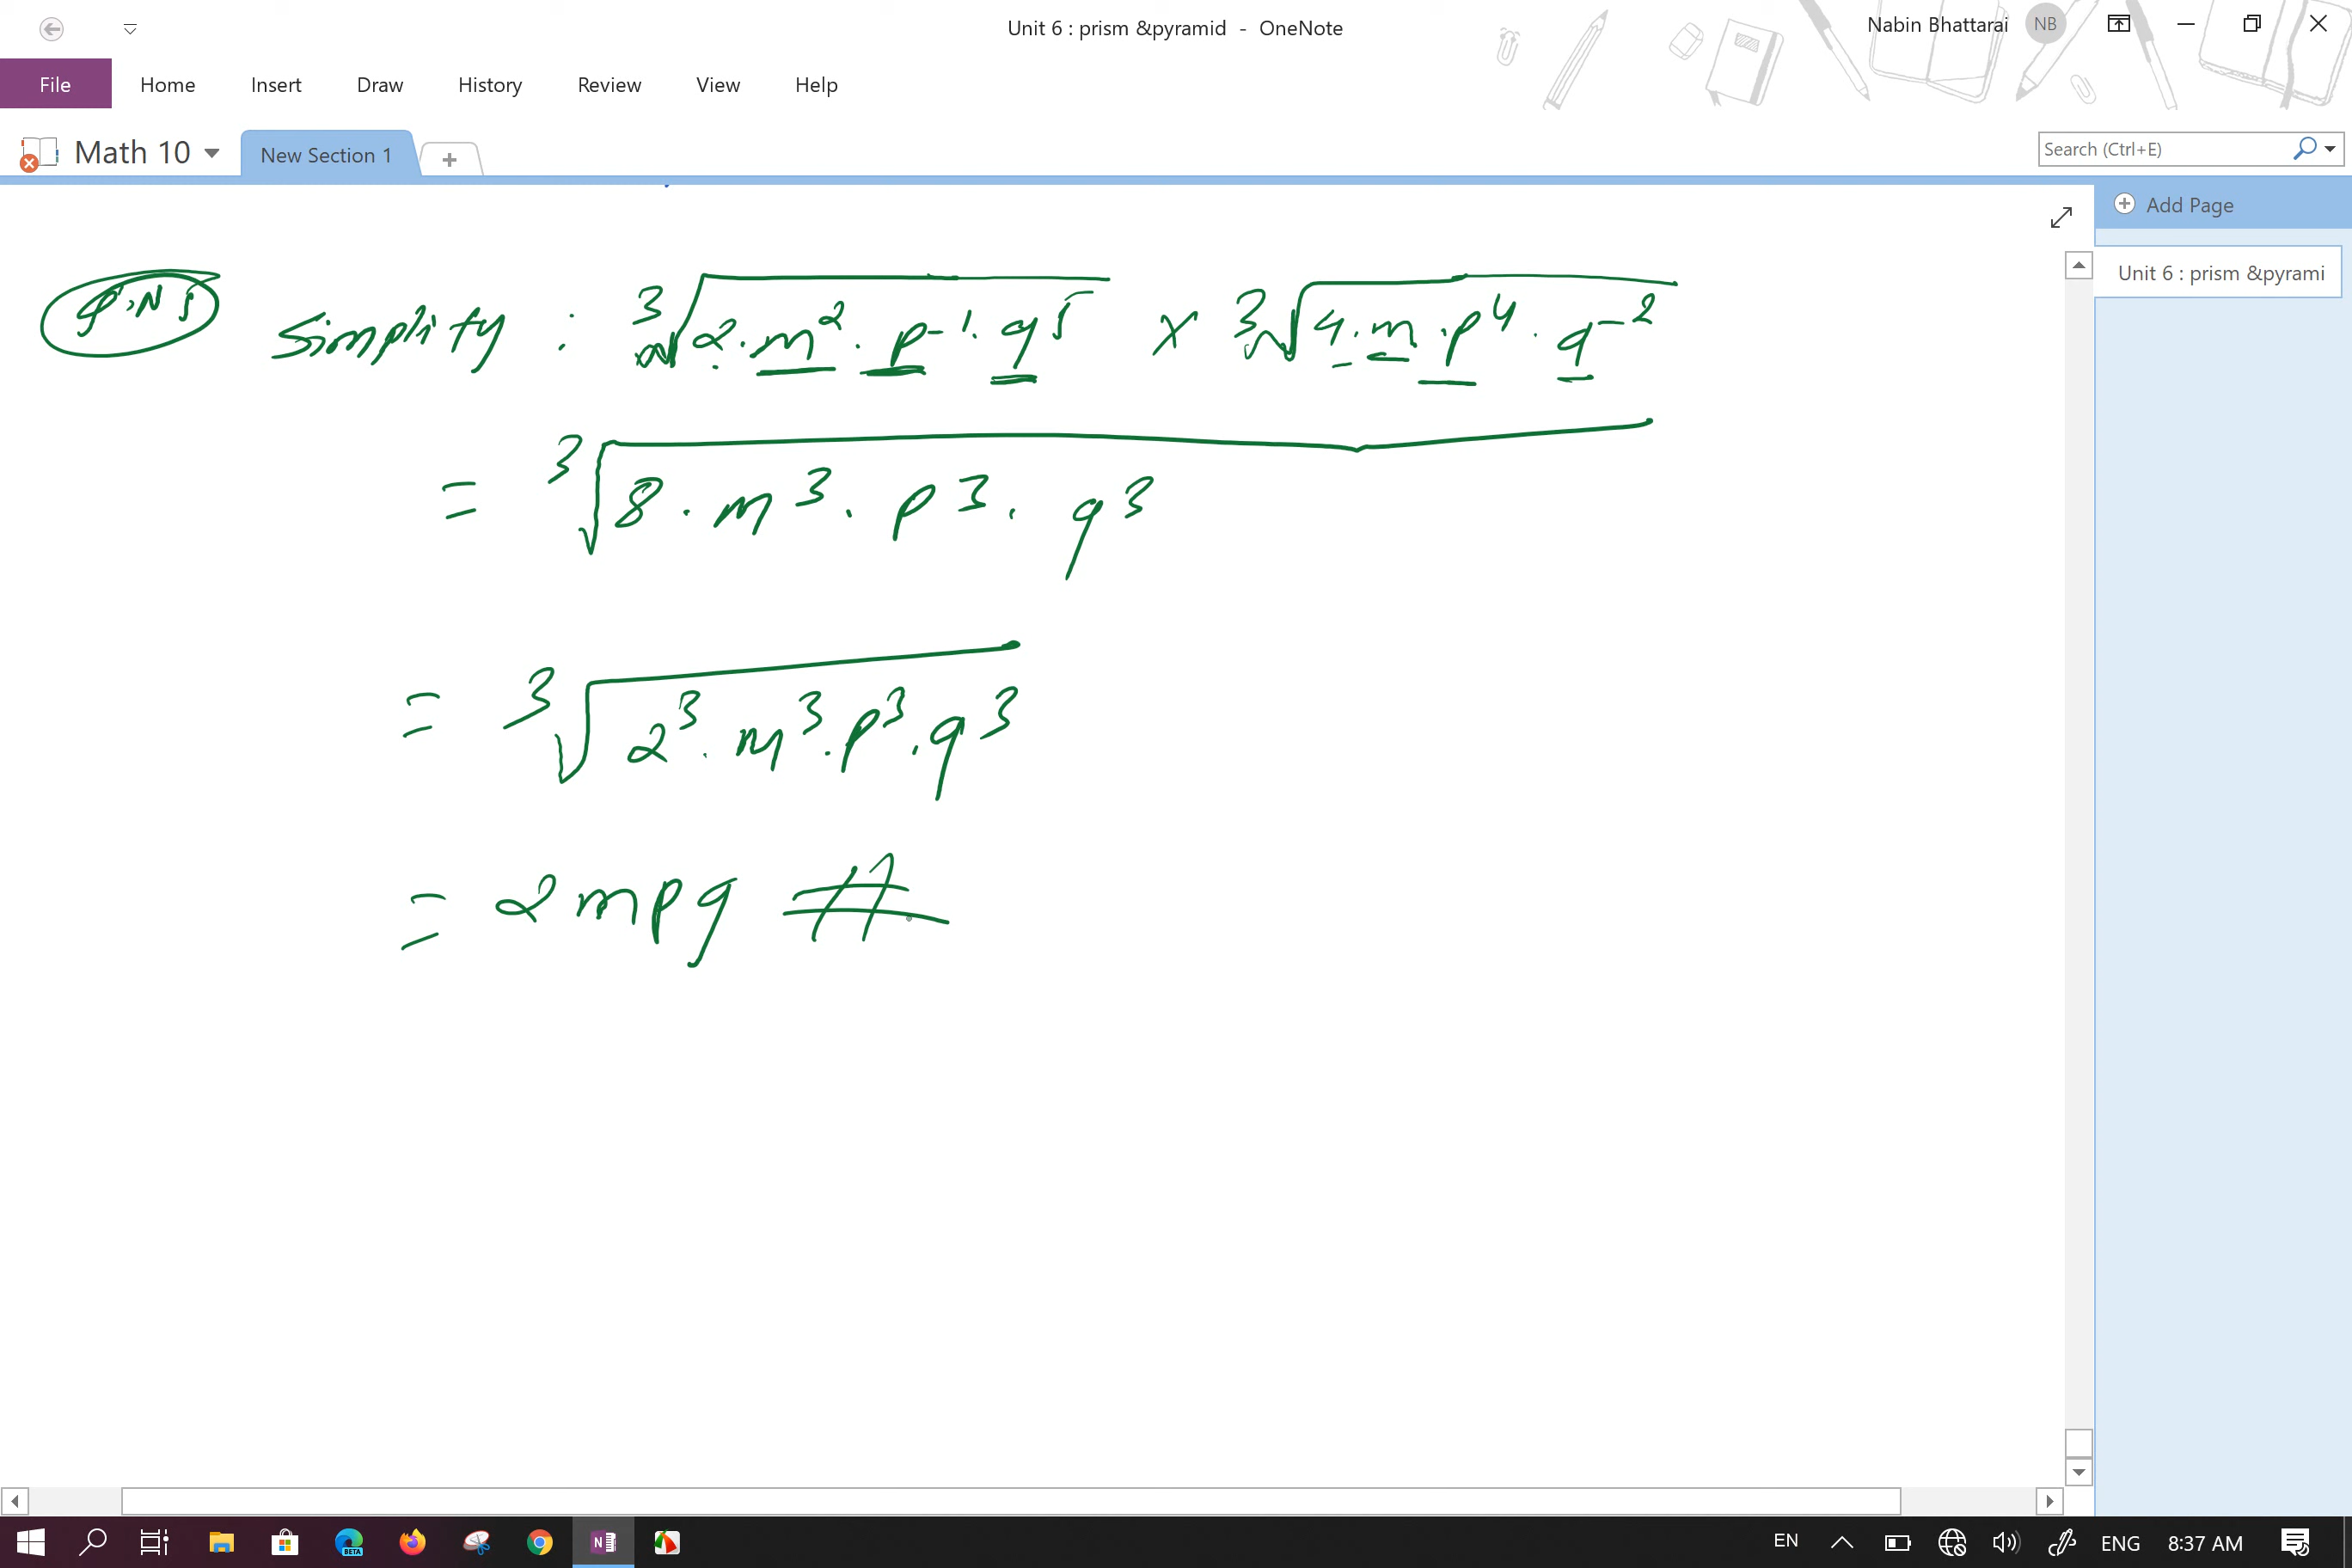 Unit 6 : prism &pyramid - OneNote
Nabin Bhattarai NB
File Home Insert Draw History Review View Help
Math 10 New Section 1
Search (Ctrl+E)
Add Page
Unit 6 : prism &pyrami
Q.N 5 Simplify : ∛(2·m²·p⁻¹·q⁵) × ∛(4·m·p⁴·q⁻²)
= ∛(8·m³·p³·q³)
= ∛(2³·m³·p³·q³)
= 2mpq #
BETA
N
EN
ENG
8:37 AM